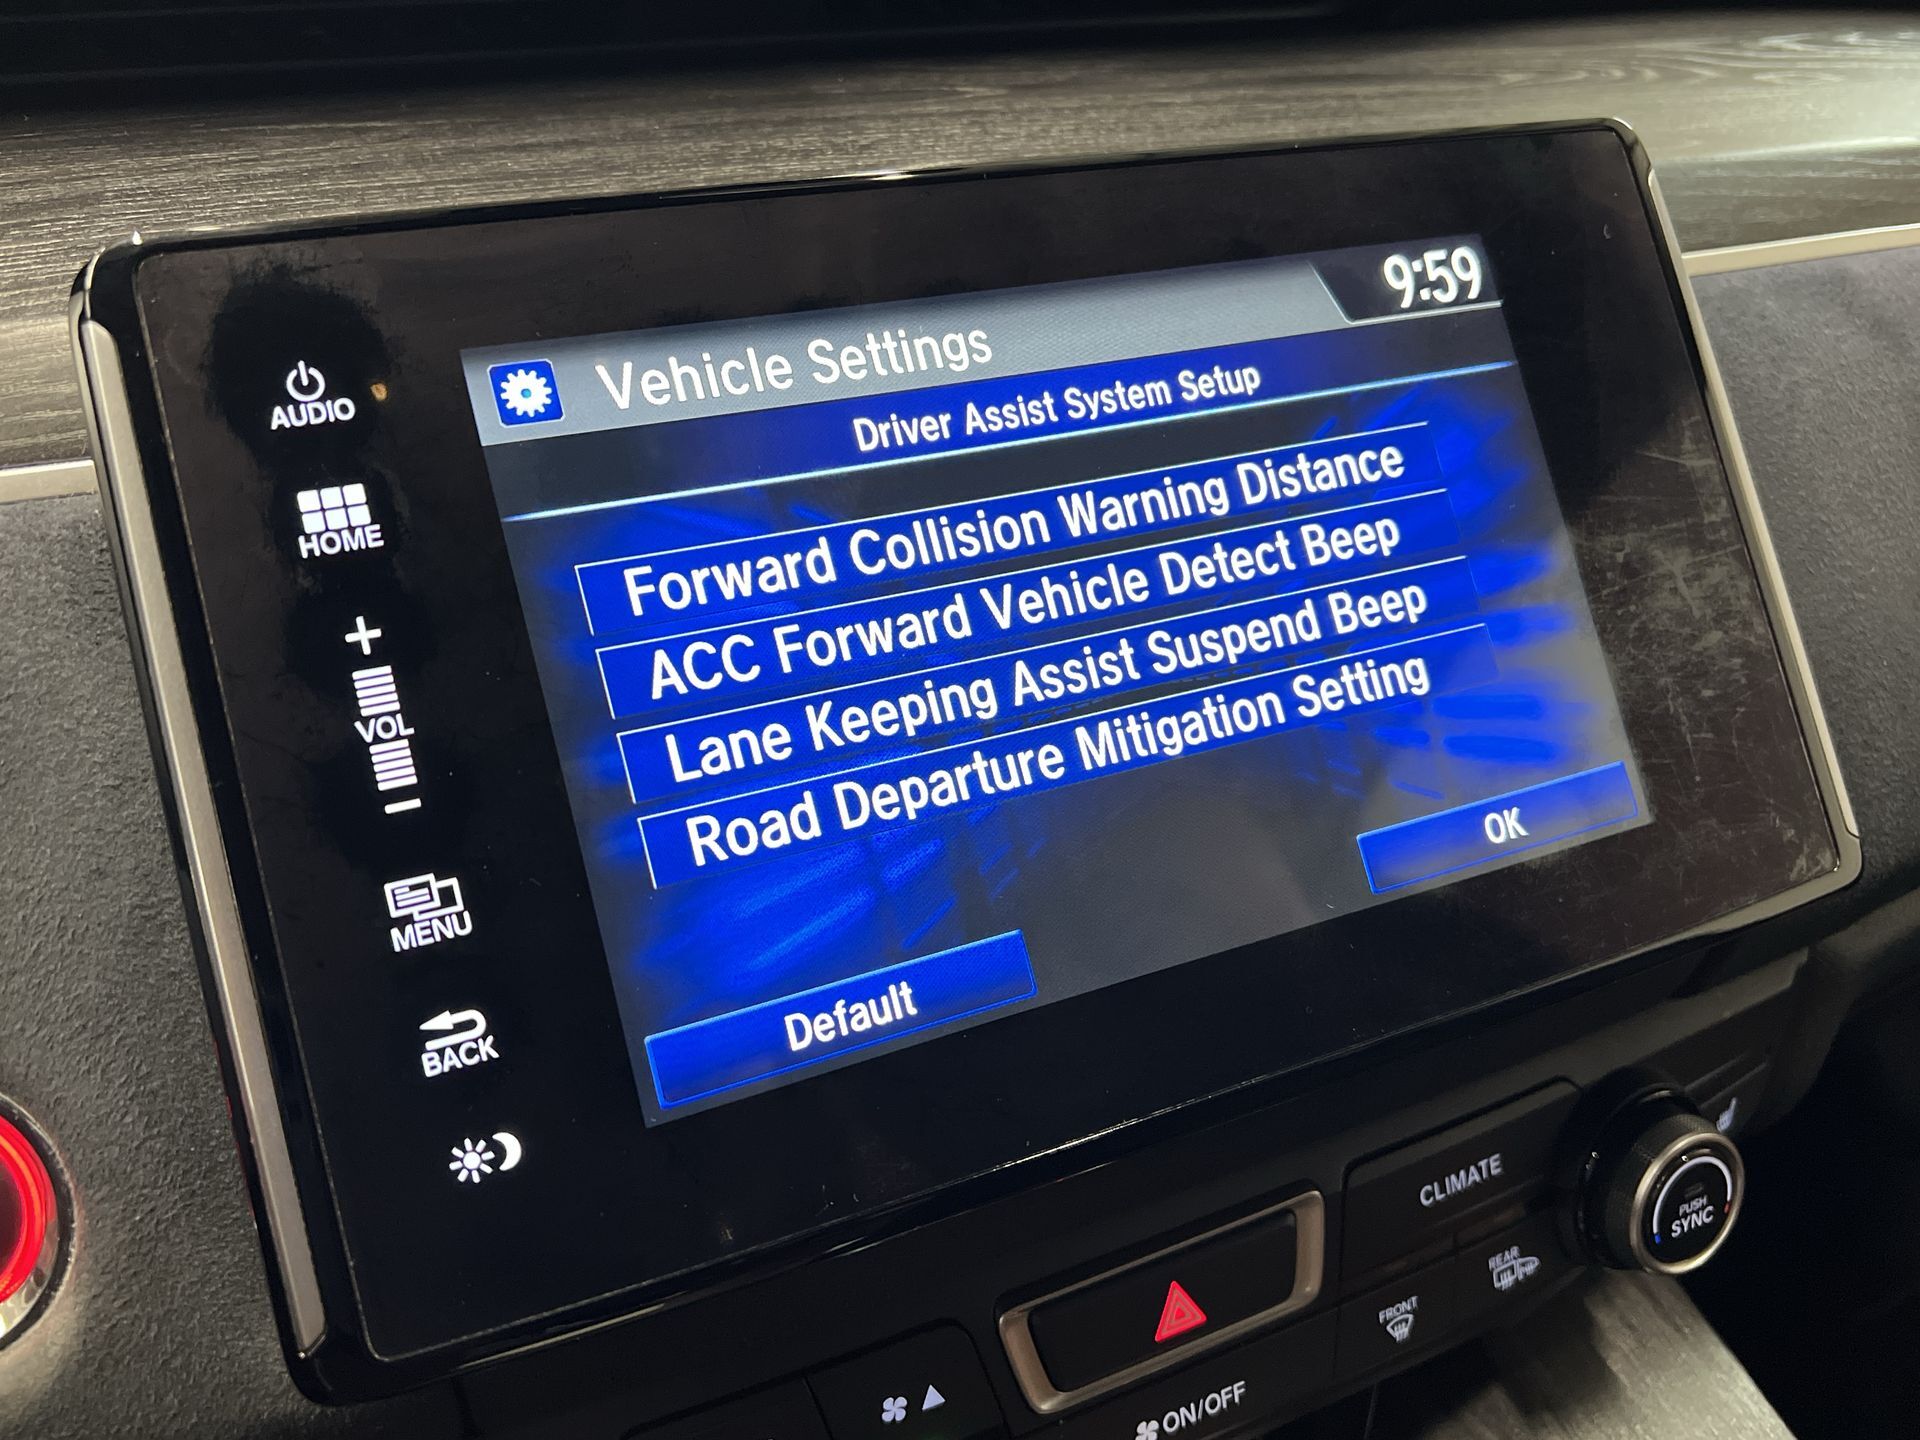 Vehicle Settings
9:59
Driver Assist System Setup
Forward Collision Warning Distance
ACC Forward Vehicle Detect Beep
Lane Keeping Assist Suspend Beep
Road Departure Mitigation Setting
OK
Default
AUDIO
HOME
+
VOL
−
MENU
BACK
CLIMATE
PUSH
SYNC
REAR
FRONT
ON/OFF